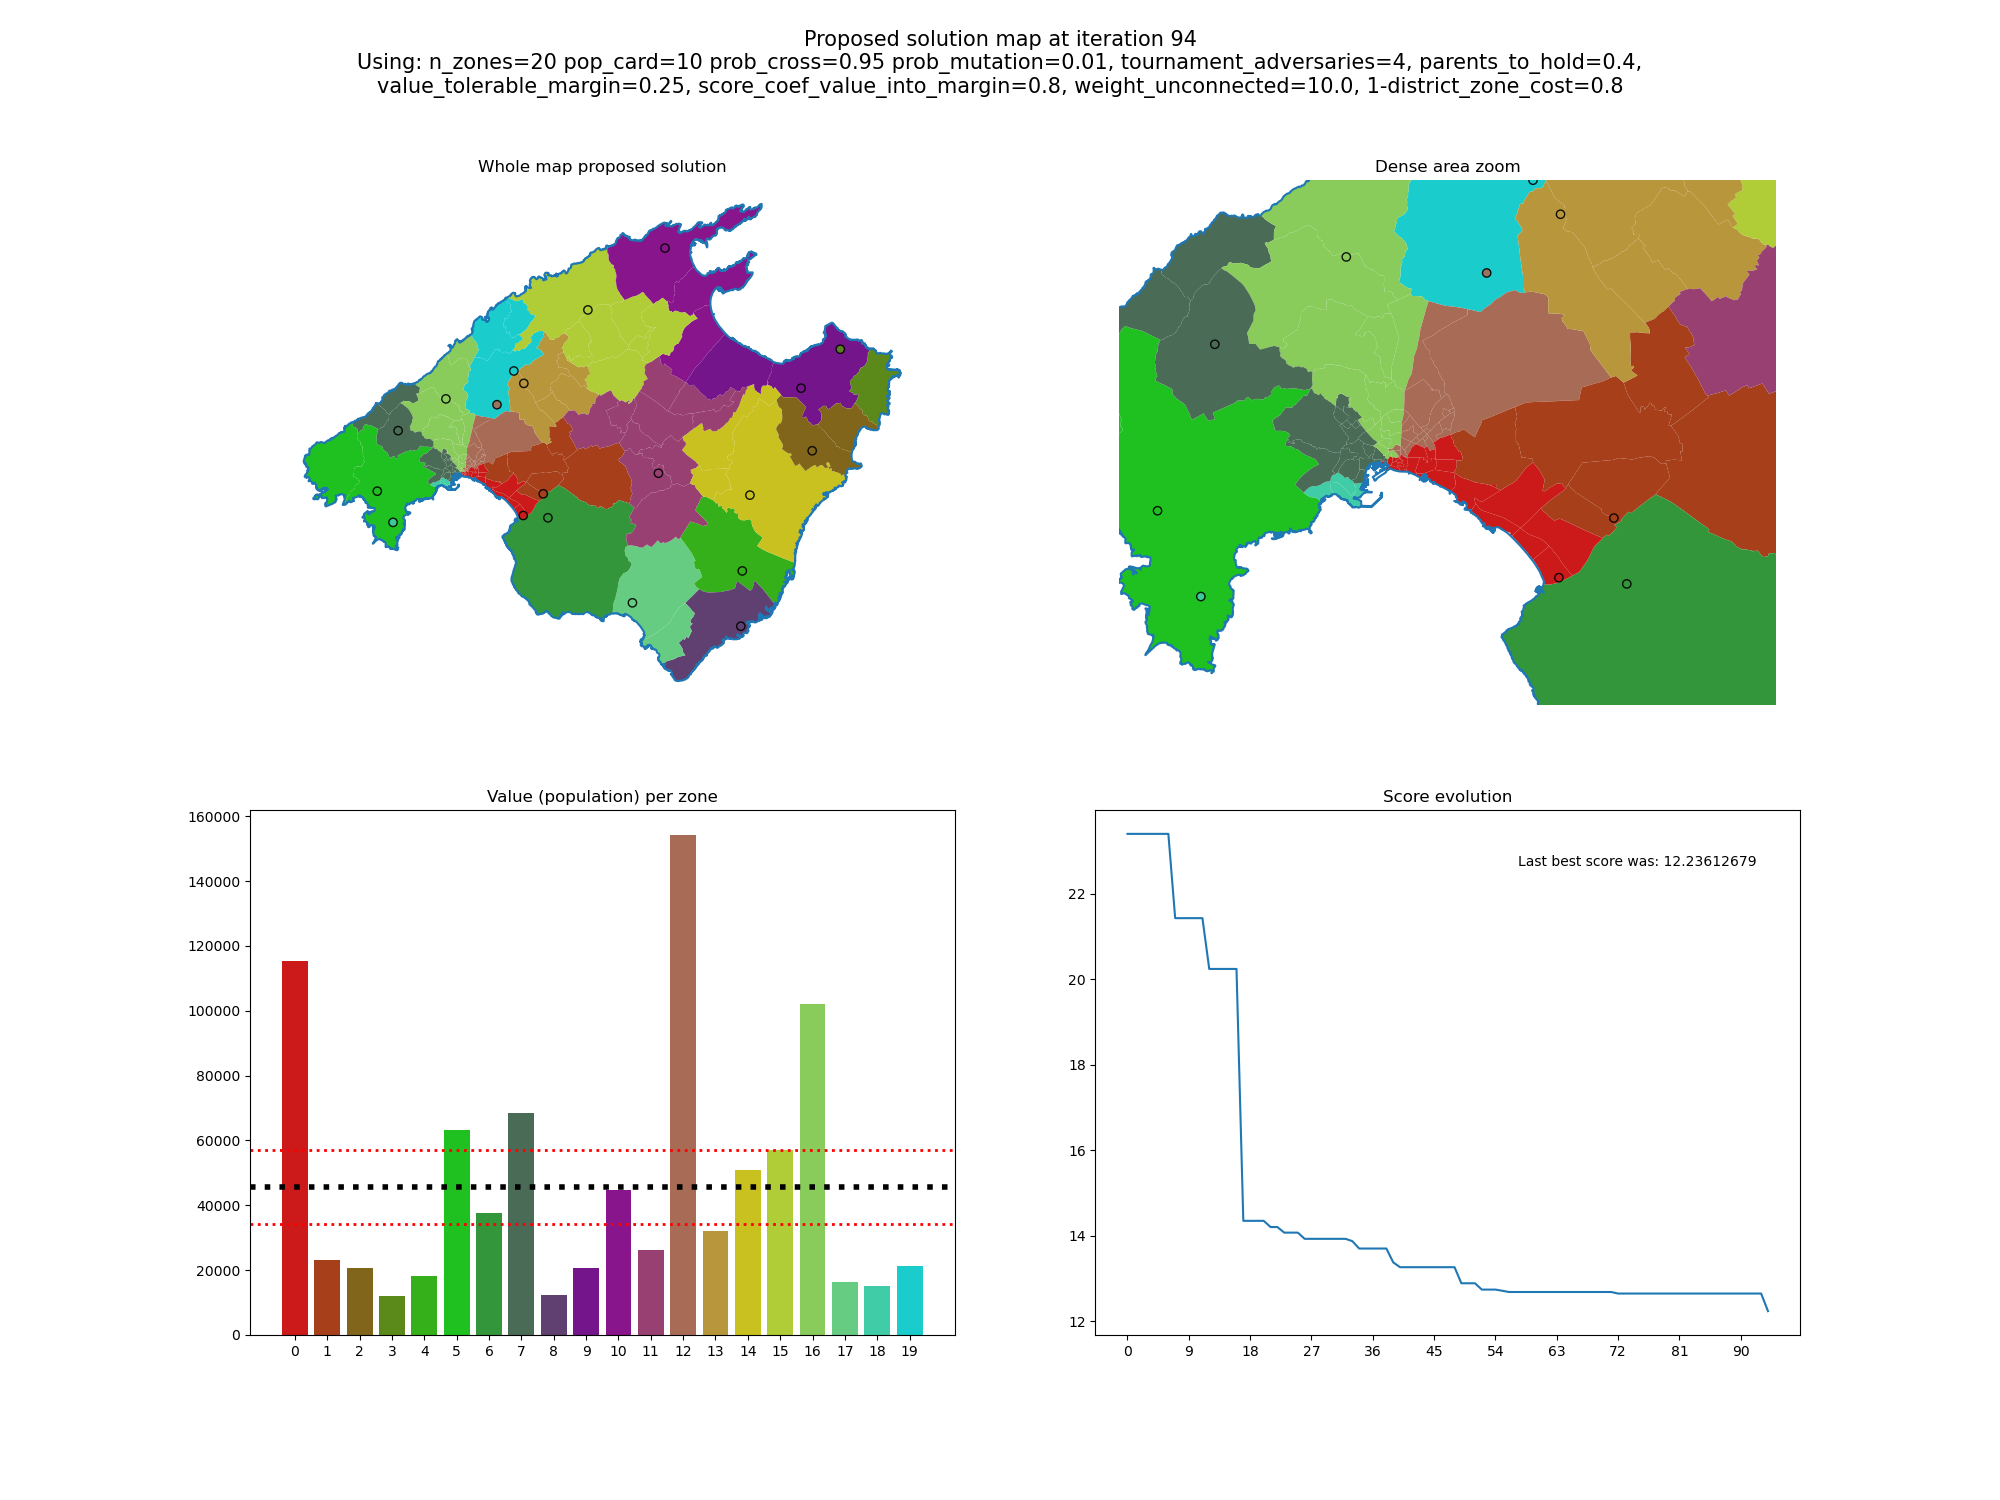 Proposed solution map at iteration 94
Using: n_zones=20 pop_card=10 prob_cross=0.95 prob_mutation=0.01, tournament_adversaries=4, parents_to_hold=0.4,
value_tolerable_margin=0.25, score_coef_value_into_margin=0.8, weight_unconnected=10.0, 1-district_zone_cost=0.8
Whole map proposed solution
Dense area zoom
Value (population) per zone
160000
140000
120000
100000
80000
60000
40000
20000
0
0 1 2 3 4 5 6 7 8 9 10 11 12 13 14 15 16 17 18 19
Score evolution
Last best score was: 12.23612679
22
20
18
16
14
12
0 9 18 27 36 45 54 63 72 81 90